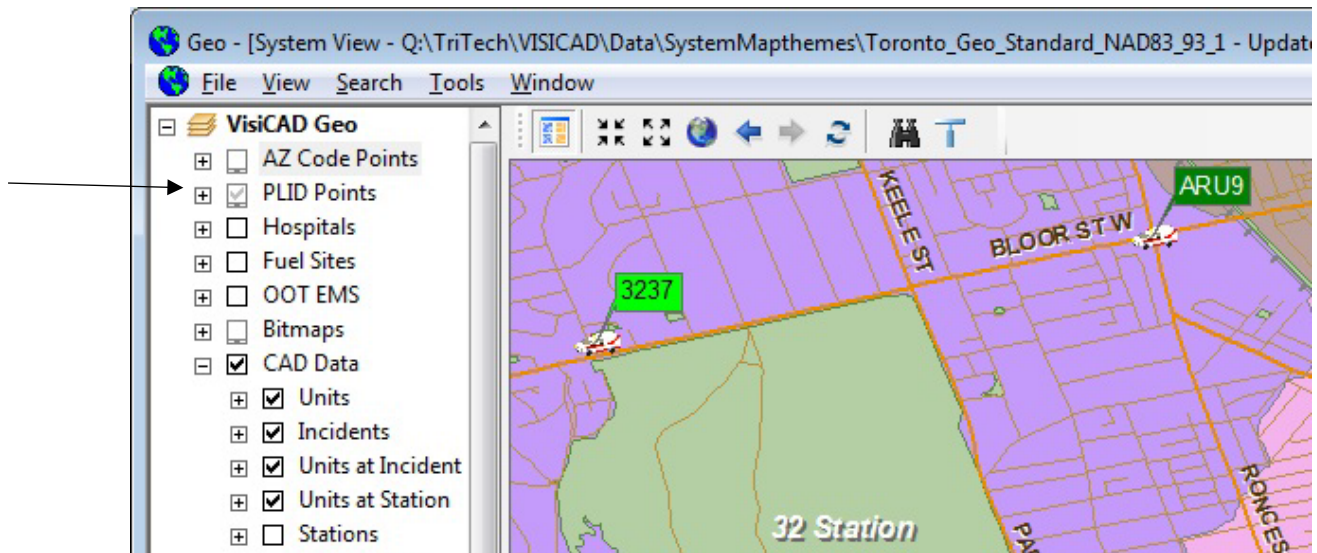 Geo - [System View - Q:\TriTech\VISICAD\Data\SystemMapthemes\Toronto_Geo_Standard_NAD83_93_1 - Updat
File View Search Tools Window
VisiCAD Geo
AZ Code Points
PLID Points
Hospitals
Fuel Sites
OOT EMS
Bitmaps
CAD Data
Units
Incidents
Units at Incident
Units at Station
Stations
KEELE ST
BLOOR ST W
ARU9
3237
32 Station
PA
RONCES